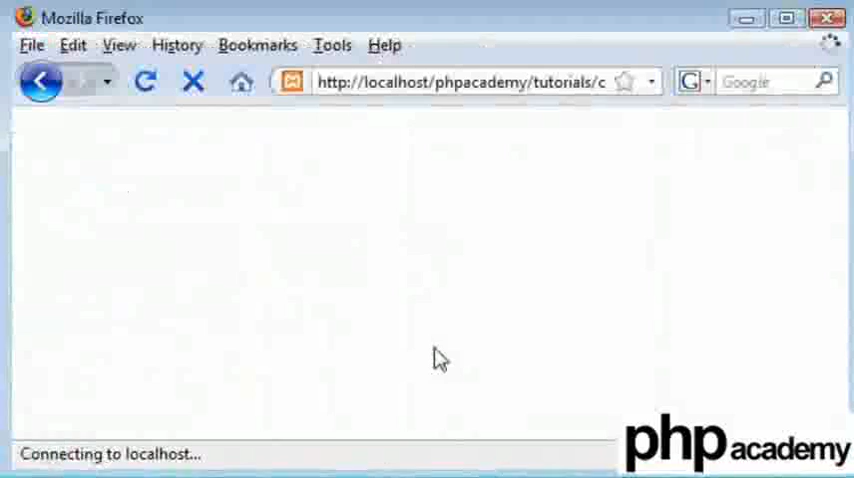 Mozilla Firefox
File Edit View History Bookmarks Tools Help
http://localhost/phpacademy/tutorials/c G Google
Connecting to localhost...
php academy